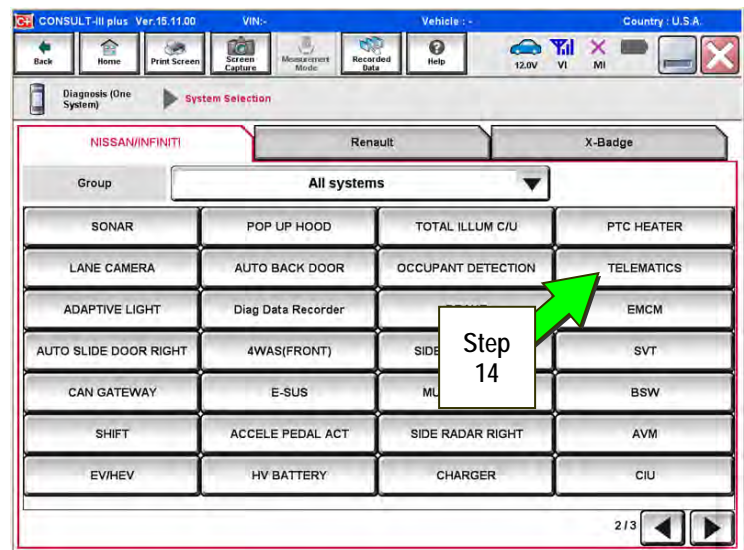 C+ CONSULT-III plus Ver.15.11.00 VIN:- Vehicle : - Country : U.S.A.
Back Home Print Screen Screen Capture Measurement Mode Recorded Data Help 12.0V VI MI
Diagnosis (One System) System Selection
NISSAN/INFINITI Renault X-Badge
Group All systems
SONAR POP UP HOOD TOTAL ILLUM C/U PTC HEATER
LANE CAMERA AUTO BACK DOOR OCCUPANT DETECTION TELEMATICS
ADAPTIVE LIGHT Diag Data Recorder EMCM
AUTO SLIDE DOOR RIGHT 4WAS(FRONT) SIDE SVT
Step
14
CAN GATEWAY E-SUS MU BSW
SHIFT ACCELE PEDAL ACT SIDE RADAR RIGHT AVM
EV/HEV HV BATTERY CHARGER CIU
2/3